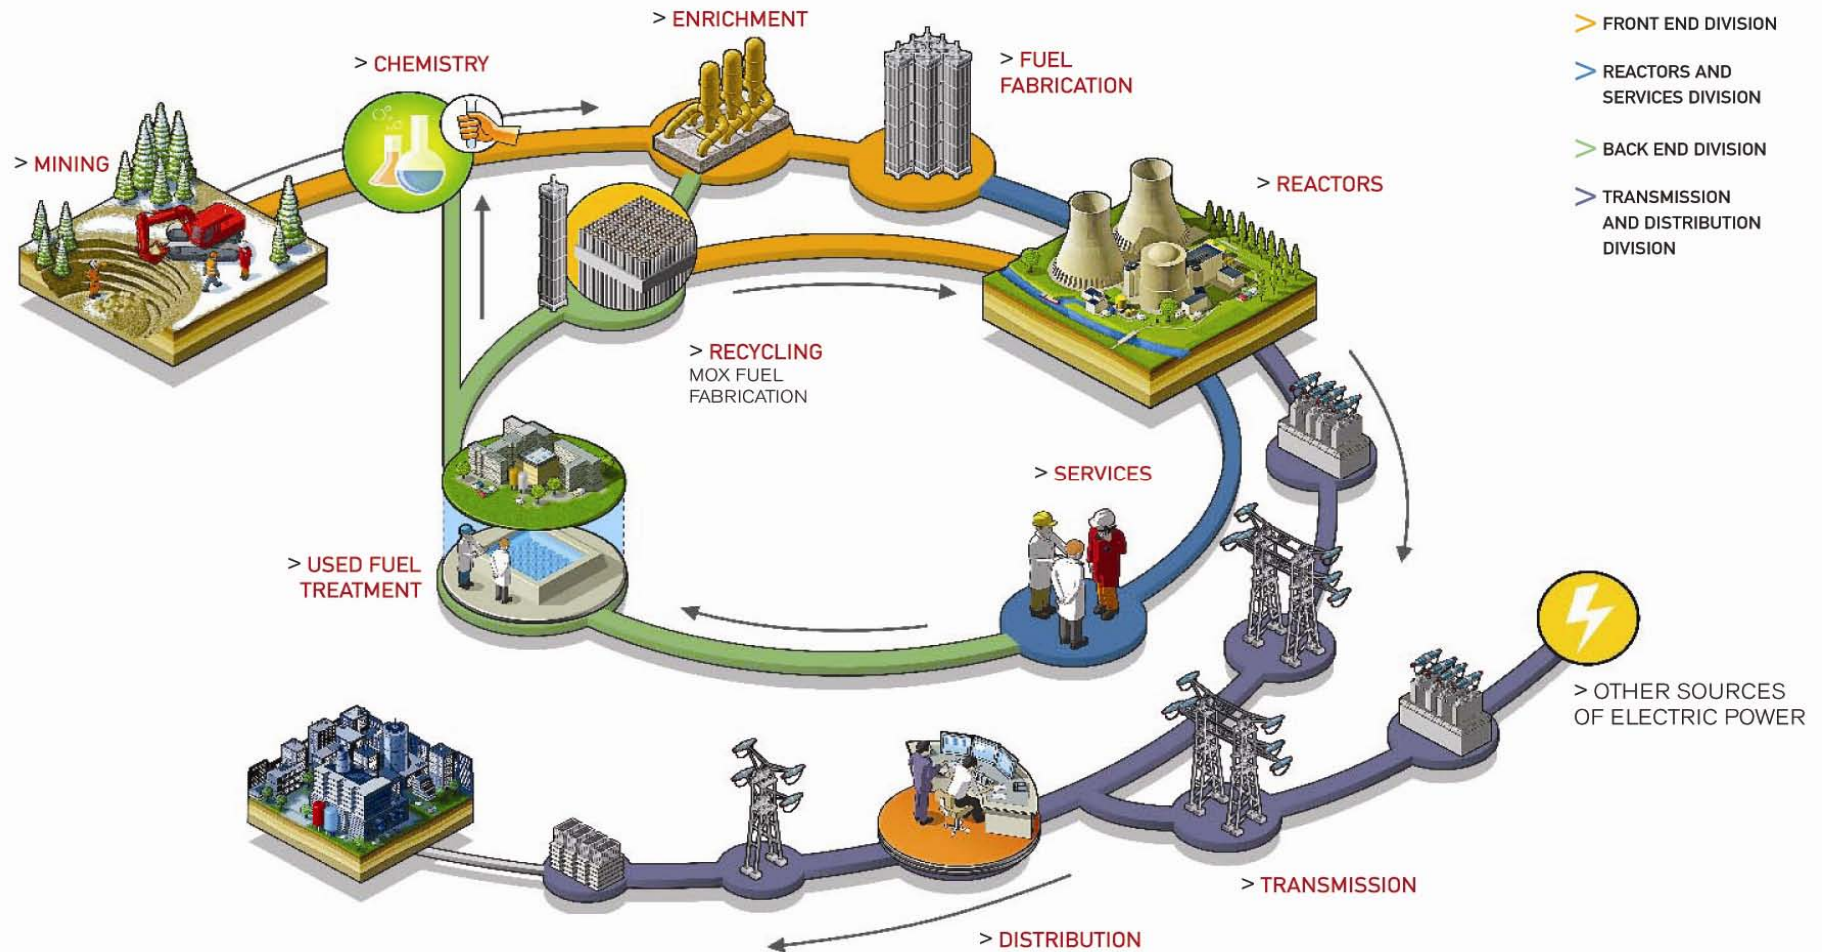 > ENRICHMENT
> FRONT END DIVISION
> CHEMISTRY
> FUEL
FABRICATION
> REACTORS AND
SERVICES DIVISION
> MINING
> BACK END DIVISION
> REACTORS
> TRANSMISSION
AND DISTRIBUTION
DIVISION
> RECYCLING
MOX FUEL
FABRICATION
> SERVICES
> USED FUEL
TREATMENT
> OTHER SOURCES
OF ELECTRIC POWER
> TRANSMISSION
> DISTRIBUTION